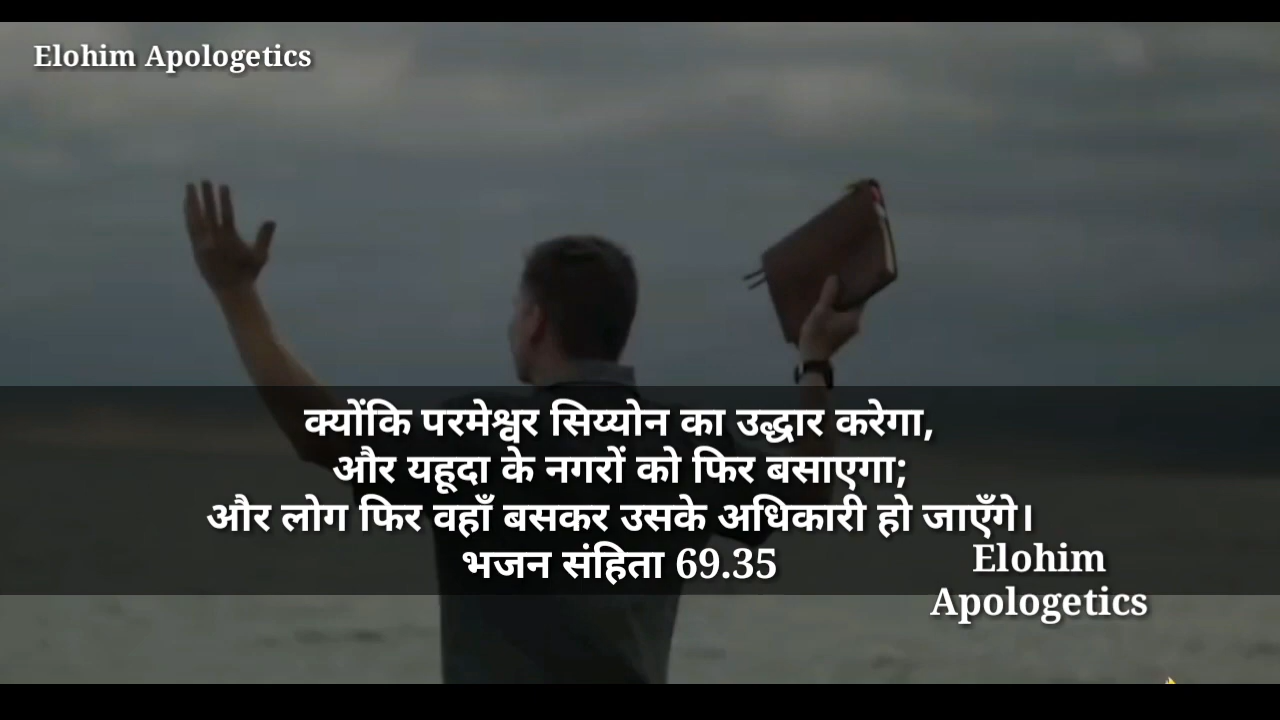 Elohim Apologetics
क्योंकि परमेश्वर सिय्योन का उद्धार करेगा,
और यहूदा के नगरों को फिर बसाएगा;
और लोग फिर वहाँ बसकर उसके अधिकारी हो जाएँगे।
भजन संहिता 69.35
Elohim
Apologetics